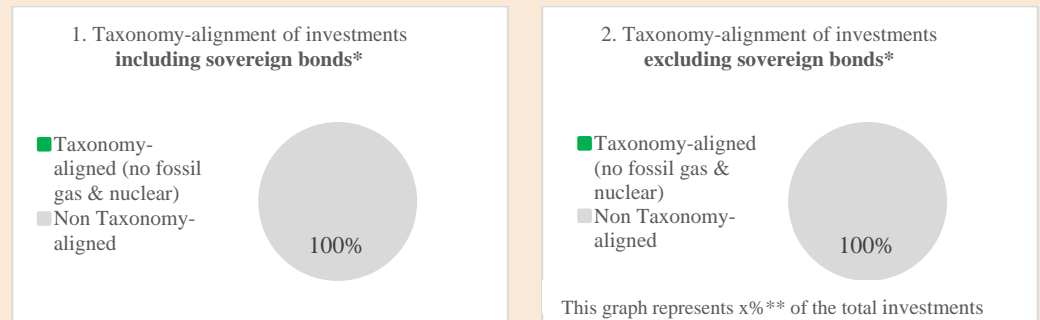 1. Taxonomy-alignment of investments
including sovereign bonds*
Taxonomy-
aligned (no fossil
gas & nuclear)
Non Taxonomy-
aligned
100%
2. Taxonomy-alignment of investments
excluding sovereign bonds*
Taxonomy-aligned
(no fossil gas &
nuclear)
Non Taxonomy-
aligned
100%
This graph represents x%** of the total investments